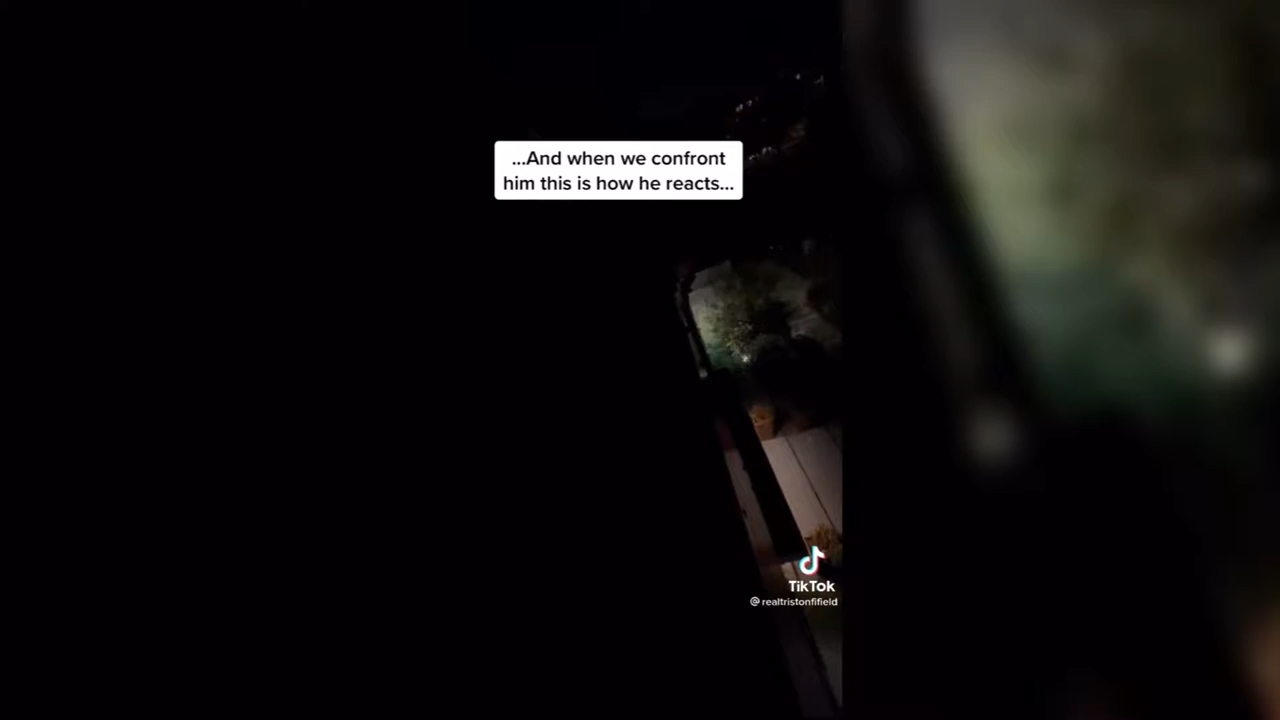 ...And when we confront
him this is how he reacts...
TikTok
@realtristonfifield